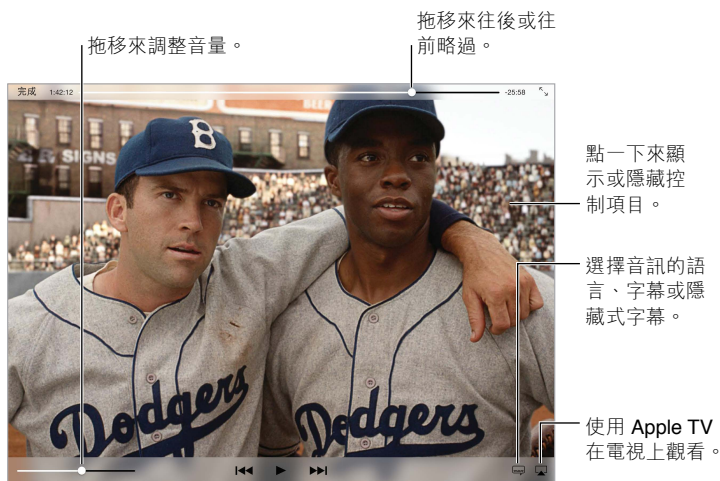 拖移來往後或往
前略過。
拖移來調整音量。
完成 1:42:12 -25:58
SIGNS
B
點一下來顯
示或隱藏控
制項目。
選擇音訊的語
言、字幕或隱
藏式字幕。
Dodgers Dodgers
使用 Apple TV
在電視上觀看。